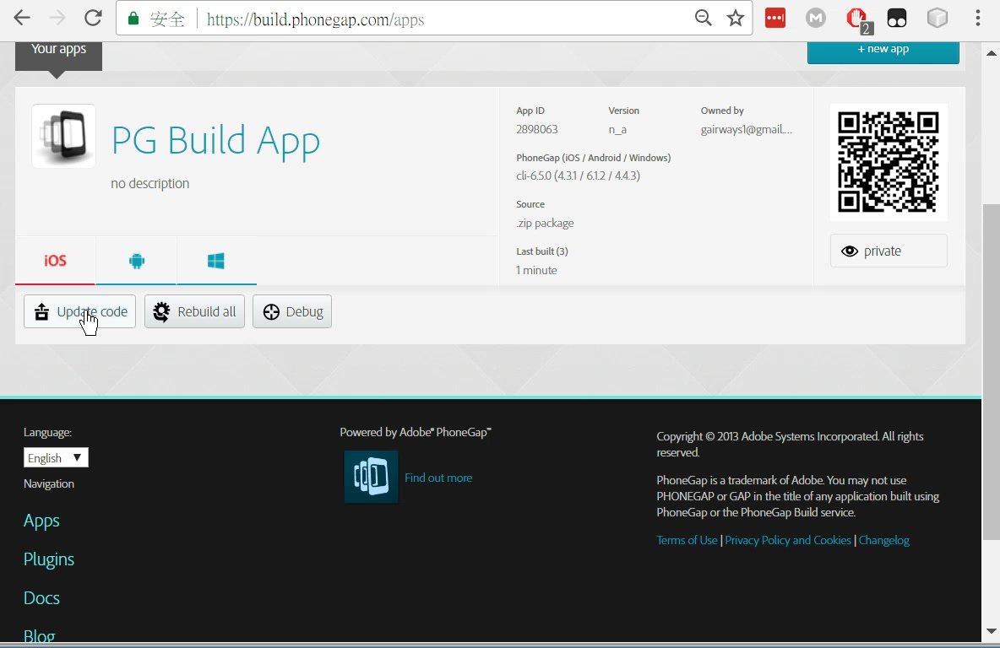 安全 https://build.phonegap.com/apps
2
Your apps
+ new app
PG Build App
no description
App ID Version Owned by
2898063 n_a gairways1@gmail....
PhoneGap (iOS / Android / Windows)
cli-6.5.0 (4.3.1 / 6.1.2 / 4.4.3)
Source
.zip package
Last built (3)
1 minute
private
iOS
Update code Rebuild all Debug
Language:
English
Navigation
Apps
Plugins
Docs
Blog
Powered by Adobe® PhoneGap™
Find out more
Copyright © 2013 Adobe Systems Incorporated. All rights
reserved.
PhoneGap is a trademark of Adobe. You may not use
PHONEGAP or GAP in the title of any application built using
PhoneGap or the PhoneGap Build service.
Terms of Use | Privacy Policy and Cookies | Changelog